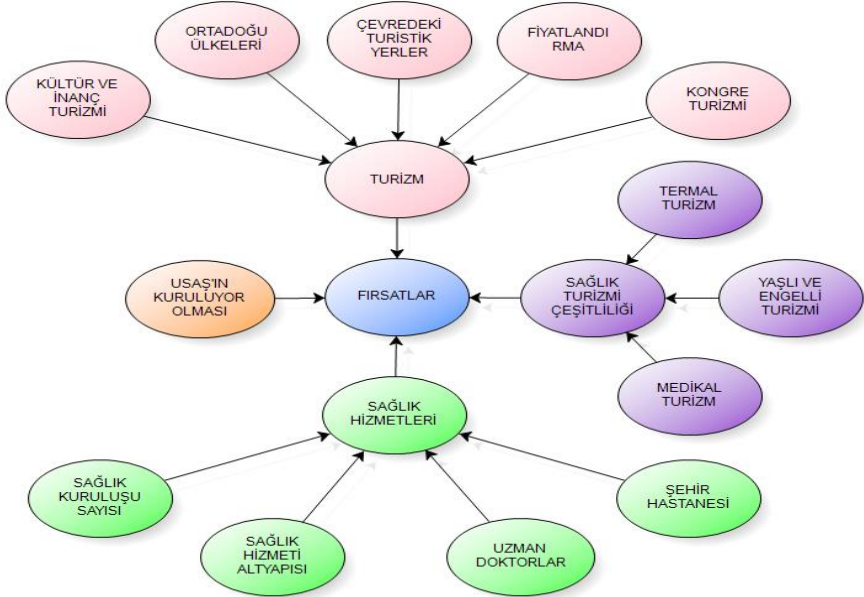 ORTADOĞU
ÜLKELERİ
ÇEVREDEKİ
TURİSTİK
YERLER
FİYATLANDI
RMA
KÜLTÜR VE
İNANÇ
TURİZMİ
KONGRE
TURİZMİ
TURİZM
TERMAL
TURİZM
USAŞ'IN
KURULUYOR
OLMASI
FIRSATLAR
SAĞLIK
TURİZMİ
ÇEŞİTLİLİĞİ
YAŞLI VE
ENGELLİ
TURİZMİ
MEDİKAL
TURİZM
SAĞLIK
HİZMETLERİ
SAĞLIK
KURULUŞU
SAYISI
ŞEHİR
HASTANESİ
SAĞLIK
HİZMETİ
ALTYAPISI
UZMAN
DOKTORLAR